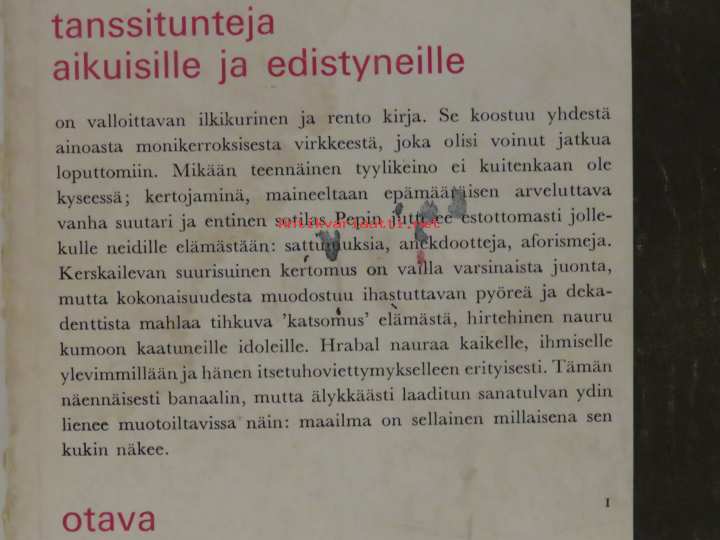 tanssitunteja
aikuisille ja edistyneille
on valloittavan ilkikurinen ja rento kirja. Se koostuu yhdestä
ainoasta monikerroksisesta virkkeestä, joka olisi voinut jatkua
loputtomiin. Mikään teennäinen tyylikeino ei kuitenkaan ole
kyseessä; kertojaminä, maineeltaan epämääräisen arveluttava
vanha suutari ja entinen sotilas Pepin juttelee estottomasti jolle-
Antikvariaatti.net
kulle neidille elämästään: sattumuksia, anekdootteja, aforismeja.
Kerskailevan suurisuinen kertomus on vailla varsinaista juonta,
mutta kokonaisuudesta muodostuu ihastuttavan pyöreä ja deka-
denttista mahlaa tihkuva 'katsomus' elämästä, hirtehinen nauru
kumoon kaatuneille idoleille. Hrabal nauraa kaikelle, ihmiselle
ylevimmillään ja hänen itsetuhoviettymykselleen erityisesti. Tämän
näennäisesti banaalin, mutta älykkäästi laaditun sanatulvan ydin
lienee muotoiltavissa näin: maailma on sellainen millaisena sen
kukin näkee.
I
otava